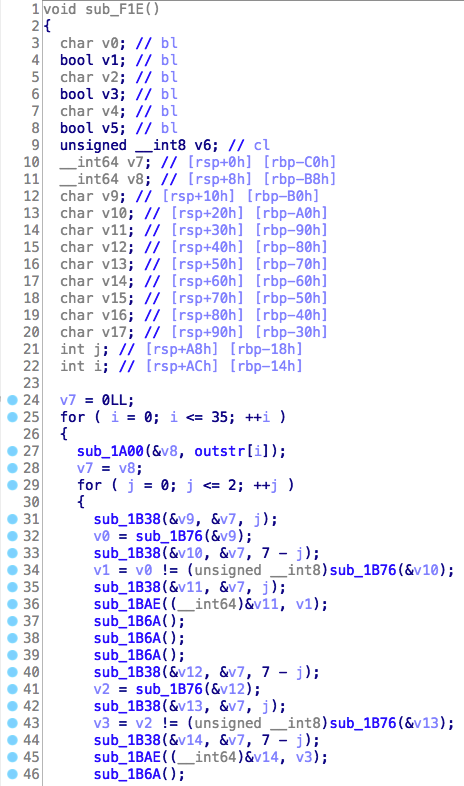 1 void sub_F1E()
2 {
3 char v0; // bl
4 bool v1; // bl
5 char v2; // bl
6 bool v3; // bl
7 char v4; // bl
8 bool v5; // bl
9 unsigned __int8 v6; // cl
10 __int64 v7; // [rsp+0h] [rbp-C0h]
11 __int64 v8; // [rsp+8h] [rbp-B8h]
12 char v9; // [rsp+10h] [rbp-B0h]
13 char v10; // [rsp+20h] [rbp-A0h]
14 char v11; // [rsp+30h] [rbp-90h]
15 char v12; // [rsp+40h] [rbp-80h]
16 char v13; // [rsp+50h] [rbp-70h]
17 char v14; // [rsp+60h] [rbp-60h]
18 char v15; // [rsp+70h] [rbp-50h]
19 char v16; // [rsp+80h] [rbp-40h]
20 char v17; // [rsp+90h] [rbp-30h]
21 int j; // [rsp+A8h] [rbp-18h]
22 int i; // [rsp+ACh] [rbp-14h]
23
24 v7 = 0LL;
25 for ( i = 0; i <= 35; ++i )
26 {
27 sub_1A00(&v8, outstr[i]);
28 v7 = v8;
29 for ( j = 0; j <= 2; ++j )
30 {
31 sub_1B38(&v9, &v7, j);
32 v0 = sub_1B76(&v9);
33 sub_1B38(&v10, &v7, 7 - j);
34 v1 = v0 != (unsigned __int8)sub_1B76(&v10);
35 sub_1B38(&v11, &v7, j);
36 sub_1BAE((__int64)&v11, v1);
37 sub_1B6A();
38 sub_1B6A();
39 sub_1B6A();
40 sub_1B38(&v12, &v7, 7 - j);
41 v2 = sub_1B76(&v12);
42 sub_1B38(&v13, &v7, j);
43 v3 = v2 != (unsigned __int8)sub_1B76(&v13);
44 sub_1B38(&v14, &v7, 7 - j);
45 sub_1BAE((__int64)&v14, v3);
46 sub_1B6A();